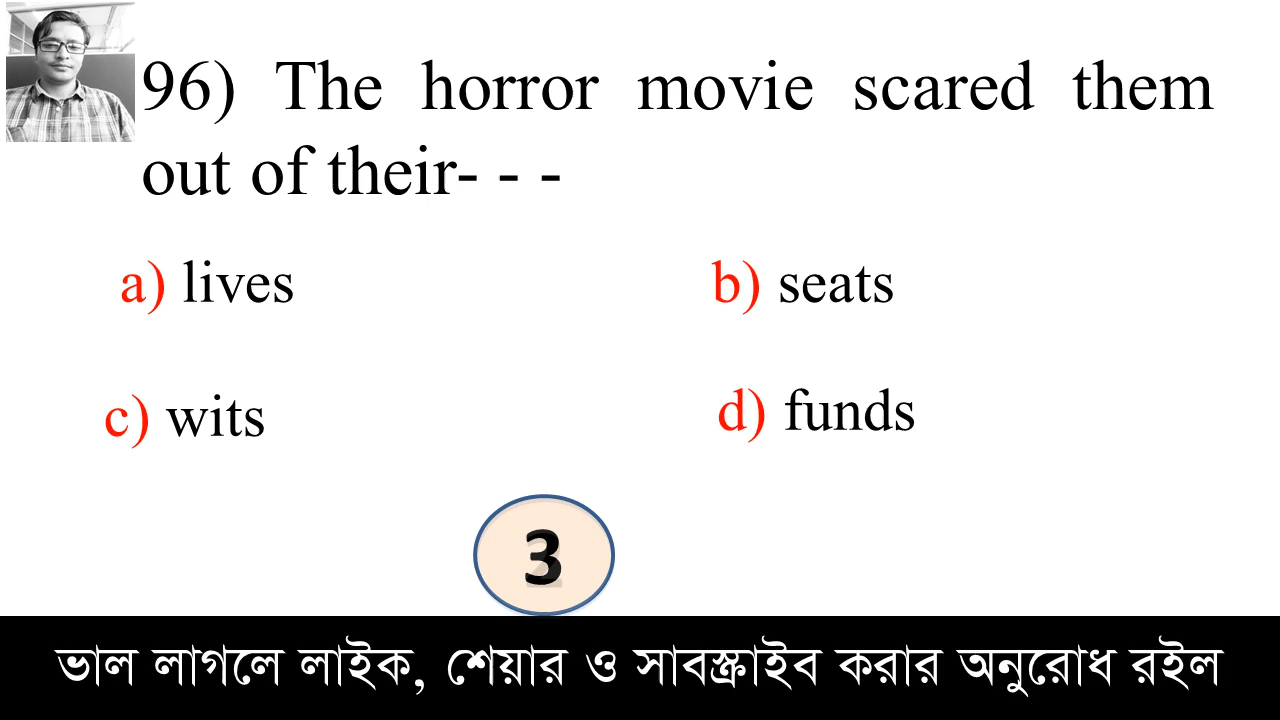 96) The horror movie scared them
out of their- - -
a) lives
b) seats
c) wits
d) funds
3
ভাল লাগলে লাইক, শেয়ার ও সাবস্ক্রাইব করার অনুরোধ রইল